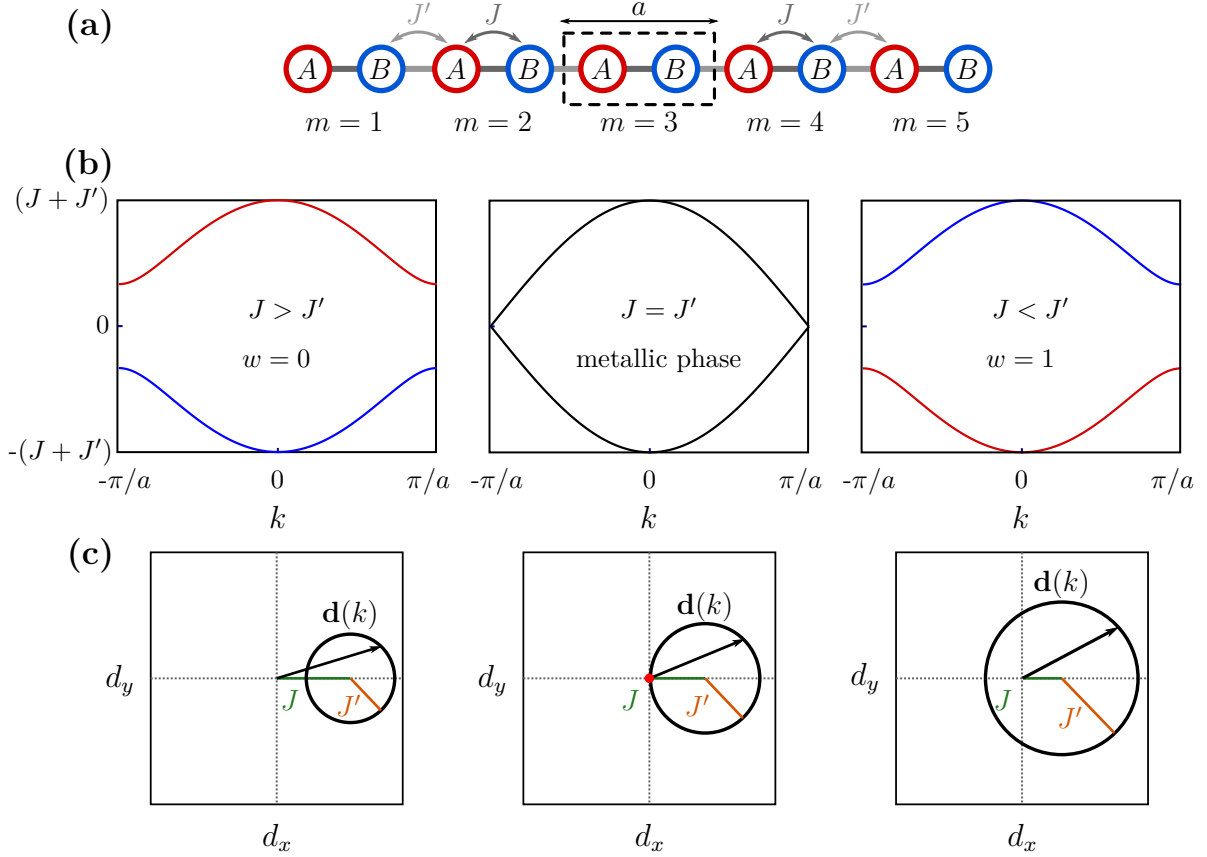 (a)
J′ J a J J′
A B A B A B A B A B
m = 1 m = 2 m = 3 m = 4 m = 5
(b)
(J + J′)
0
-(J + J′)
J > J′
w = 0
-π/a 0 π/a
k
J = J′
metallic phase
-π/a 0 π/a
k
J < J′
w = 1
-π/a 0 π/a
k
(c)
d(k)
d_y
J J′
d_x
d(k)
d_y
J J′
d_x
d(k)
d_y
J J′
d_x